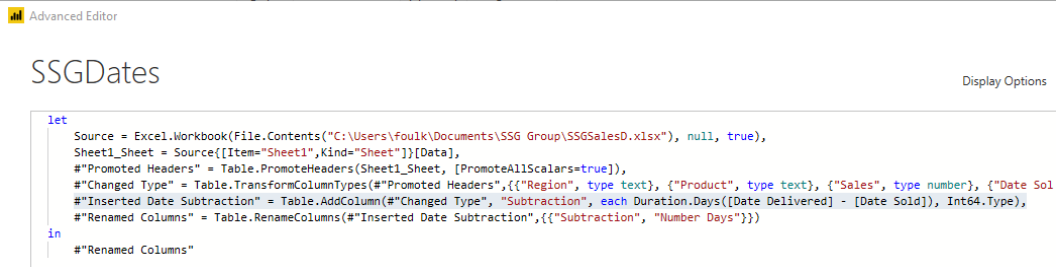 Advanced Editor
SSGDates
Display Options
let
Source = Excel.Workbook(File.Contents("C:\Users\foulk\Documents\SSG Group\SSGSalesD.xlsx"), null, true),
Sheet1_Sheet = Source{[Item="Sheet1",Kind="Sheet"]}[Data],
#"Promoted Headers" = Table.PromoteHeaders(Sheet1_Sheet, [PromoteAllScalars=true]),
#"Changed Type" = Table.TransformColumnTypes(#"Promoted Headers",{{"Region", type text}, {"Product", type text}, {"Sales", type number}, {"Date Sol
#"Inserted Date Subtraction" = Table.AddColumn(#"Changed Type", "Subtraction", each Duration.Days([Date Delivered] - [Date Sold]), Int64.Type),
#"Renamed Columns" = Table.RenameColumns(#"Inserted Date Subtraction",{{"Subtraction", "Number Days"}})
in
#"Renamed Columns"